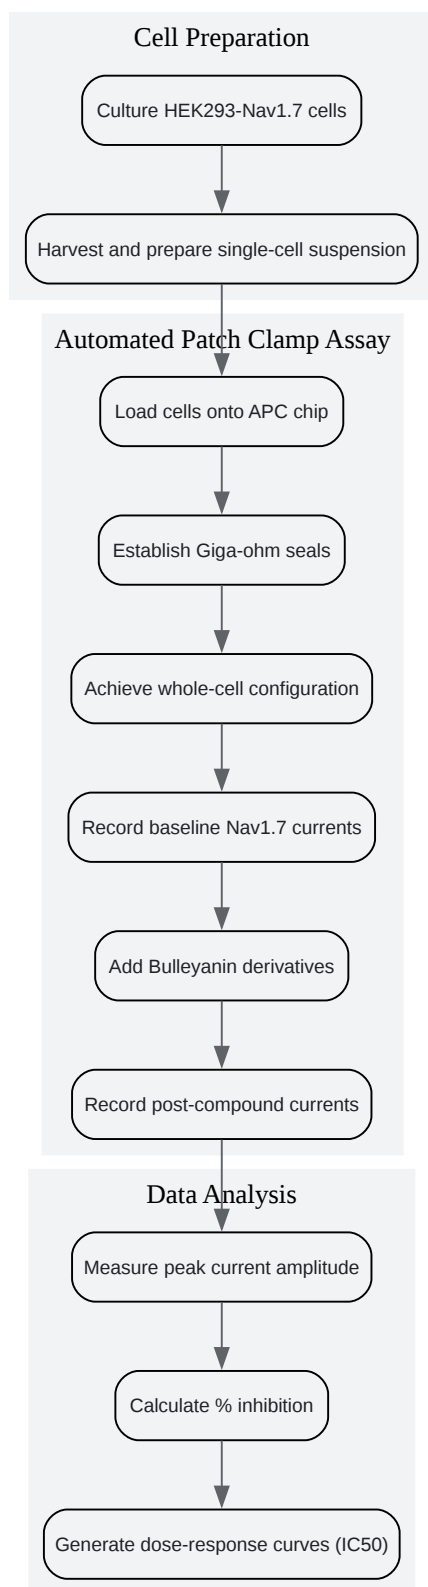 Cell Preparation
Culture HEK293-Nav1.7 cells
Harvest and prepare single-cell suspension
Automated Patch Clamp Assay
Load cells onto APC chip
Establish Giga-ohm seals
Achieve whole-cell configuration
Record baseline Nav1.7 currents
Add Bulleyanin derivatives
Record post-compound currents
Data Analysis
Measure peak current amplitude
Calculate % inhibition
Generate dose-response curves (IC50)